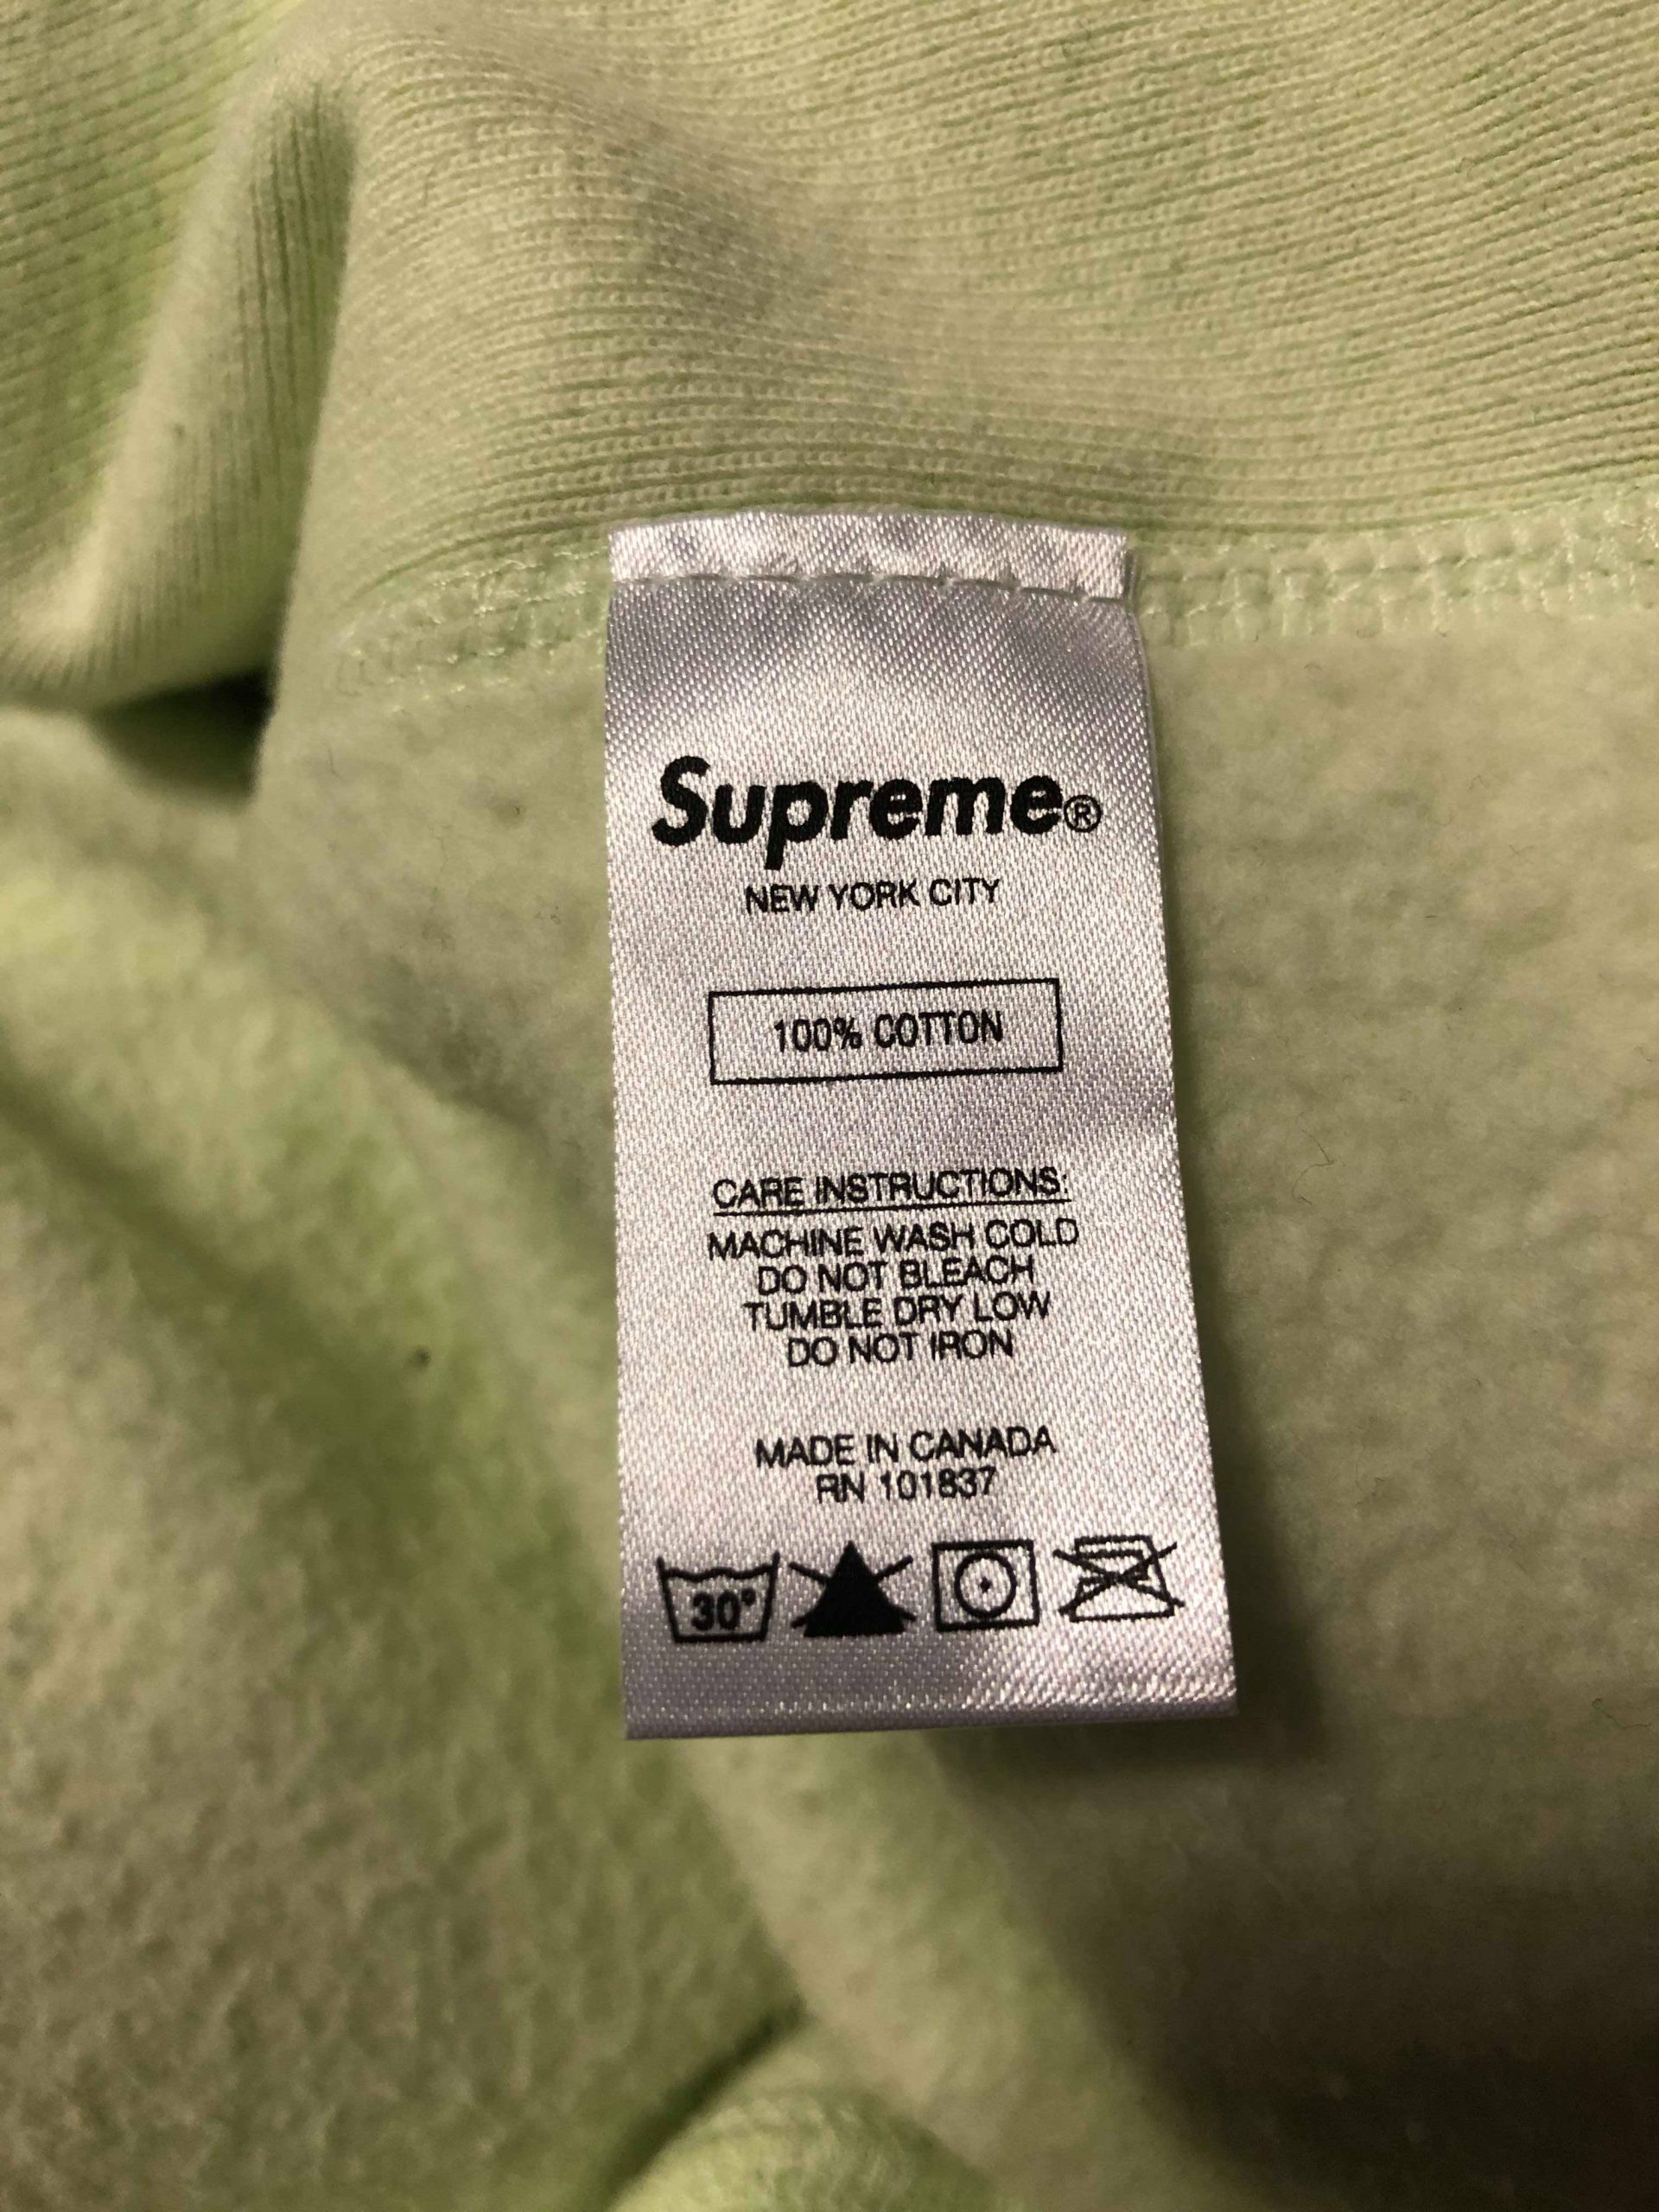 Supreme®
NEW YORK CITY
100% COTTON
CARE INSTRUCTIONS:
MACHINE WASH COLD
DO NOT BLEACH
TUMBLE DRY LOW
DO NOT IRON
MADE IN CANADA
RN 101837
30°